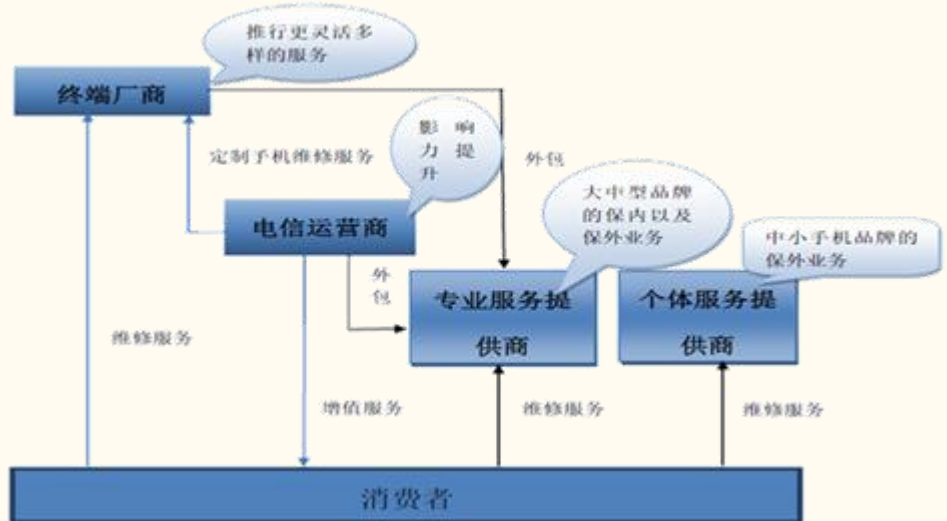 推行更灵活多
样的服务
终端厂商
影 响
力 提
升
定制手机维修服务
外包
大中型品牌
的保内以及
保外业务
电信运营商
中小手机品牌的
保外业务
外
包
专业服务提
供商
个体服务提
供商
维修服务
增值服务
维修服务
维修服务
消费者